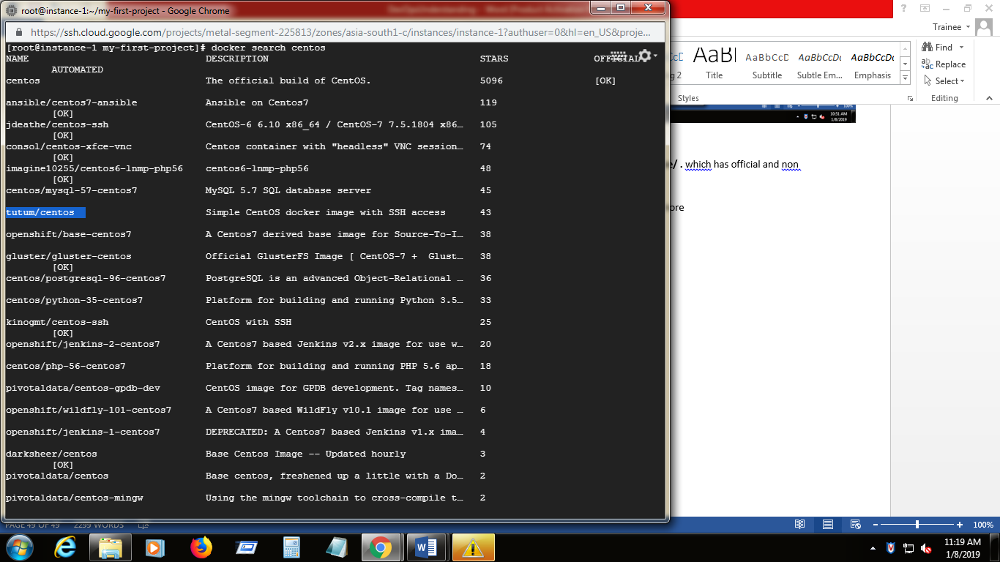 root@instance-1:~/my-first-project - Google Chrome
https://ssh.cloud.google.com/projects/metal-segment-225813/zones/asia-south1-c/instances/instance-1?authuser=0&hl=en_US&proje...
[root@instance-1 my-first-project]# docker search centos
NAME DESCRIPTION STARS OFFICIAL
AUTOMATED
centos The official build of CentOS. 5096 [OK]
ansible/centos7-ansible Ansible on Centos7 119
[OK]
jdeathe/centos-ssh CentOS-6 6.10 x86_64 / CentOS-7 7.5.1804 x86… 105
[OK]
consol/centos-xfce-vnc Centos container with "headless" VNC session… 74
[OK]
imagine10255/centos6-lnmp-php56 centos6-lnmp-php56 48
[OK]
centos/mysql-57-centos7 MySQL 5.7 SQL database server 45
tutum/centos Simple CentOS docker image with SSH access 43
openshift/base-centos7 A Centos7 derived base image for Source-To-I… 38
gluster/gluster-centos Official GlusterFS Image [ CentOS-7 + Glust… 38
[OK]
centos/postgresql-96-centos7 PostgreSQL is an advanced Object-Relational … 36
centos/python-35-centos7 Platform for building and running Python 3.5… 33
kinogmt/centos-ssh CentOS with SSH 25
[OK]
openshift/jenkins-2-centos7 A Centos7 based Jenkins v2.x image for use w… 20
centos/php-56-centos7 Platform for building and running PHP 5.6 ap… 18
pivotaldata/centos-gpdb-dev CentOS image for GPDB development. Tag names… 10
openshift/wildfly-101-centos7 A Centos7 based WildFly v10.1 image for use … 6
openshift/jenkins-1-centos7 DEPRECATED: A Centos7 based Jenkins v1.x ima… 4
darksheer/centos Base Centos Image -- Updated hourly 3
[OK]
pivotaldata/centos Base centos, freshened up a little with a Do… 2
pivotaldata/centos-mingw Using the mingw toolchain to cross-compile t… 2
Trainee
AaBbCcD AaBbCcDc AaBbCcDc
g 2 Title Subtitle Subtle Em... Emphasis
Styles
Find
Replace
Select
Editing
100%
10:51 AM
1/8/2019
e/ . which has official and non
ore
PAGE 49 OF 49 2299 WORDS
100%
11:19 AM
1/8/2019